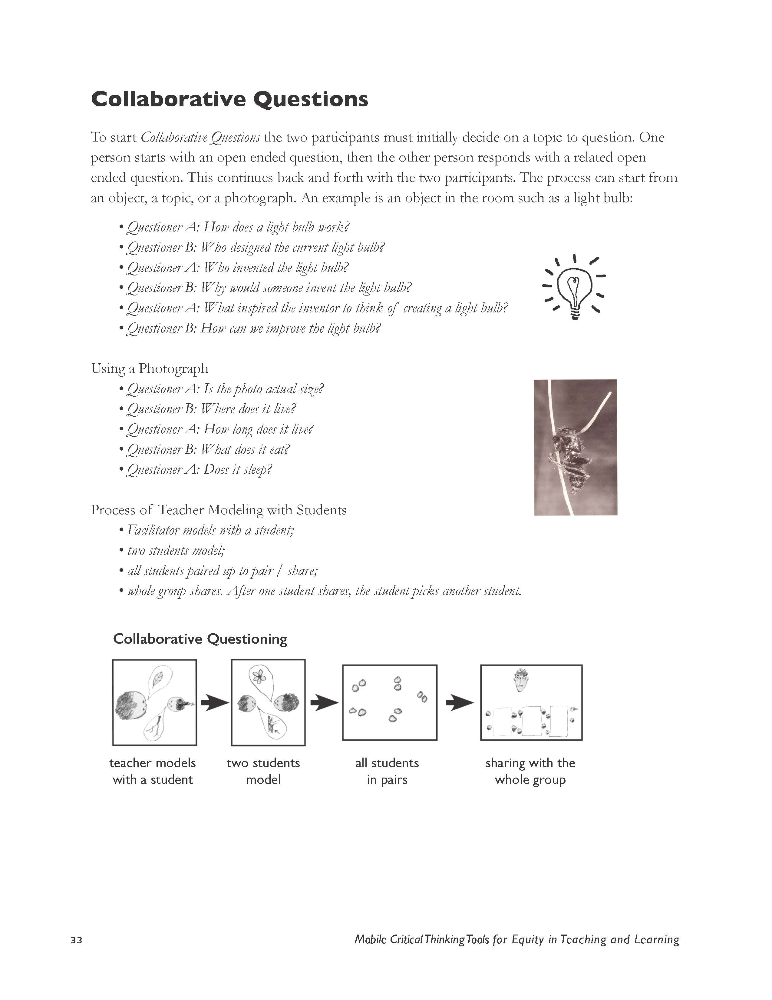 Collaborative Questions
To start Collaborative Questions the two participants must initially decide on a topic to question. One
person starts with an open ended question, then the other person responds with a related open
ended question. This continues back and forth with the two participants. The process can start from
an object, a topic, or a photograph. An example is an object in the room such as a light bulb:
• Questioner A: How does a light bulb work?
• Questioner B: Who designed the current light bulb?
• Questioner A: Who invented the light bulb?
• Questioner B: Why would someone invent the light bulb?
• Questioner A: What inspired the inventor to think of creating a light bulb?
• Questioner B: How can we improve the light bulb?
Using a Photograph
• Questioner A: Is the photo actual size?
• Questioner B: Where does it live?
• Questioner A: How long does it live?
• Questioner B: What does it eat?
• Questioner A: Does it sleep?
Process of Teacher Modeling with Students
• Facilitator models with a student;
• two students model;
• all students paired up to pair / share;
• whole group shares. After one student shares, the student picks another student.
Collaborative Questioning
teacher models
with a student
two students
model
all students
in pairs
sharing with the
whole group
33
Mobile Critical Thinking Tools for Equity in Teaching and Learning